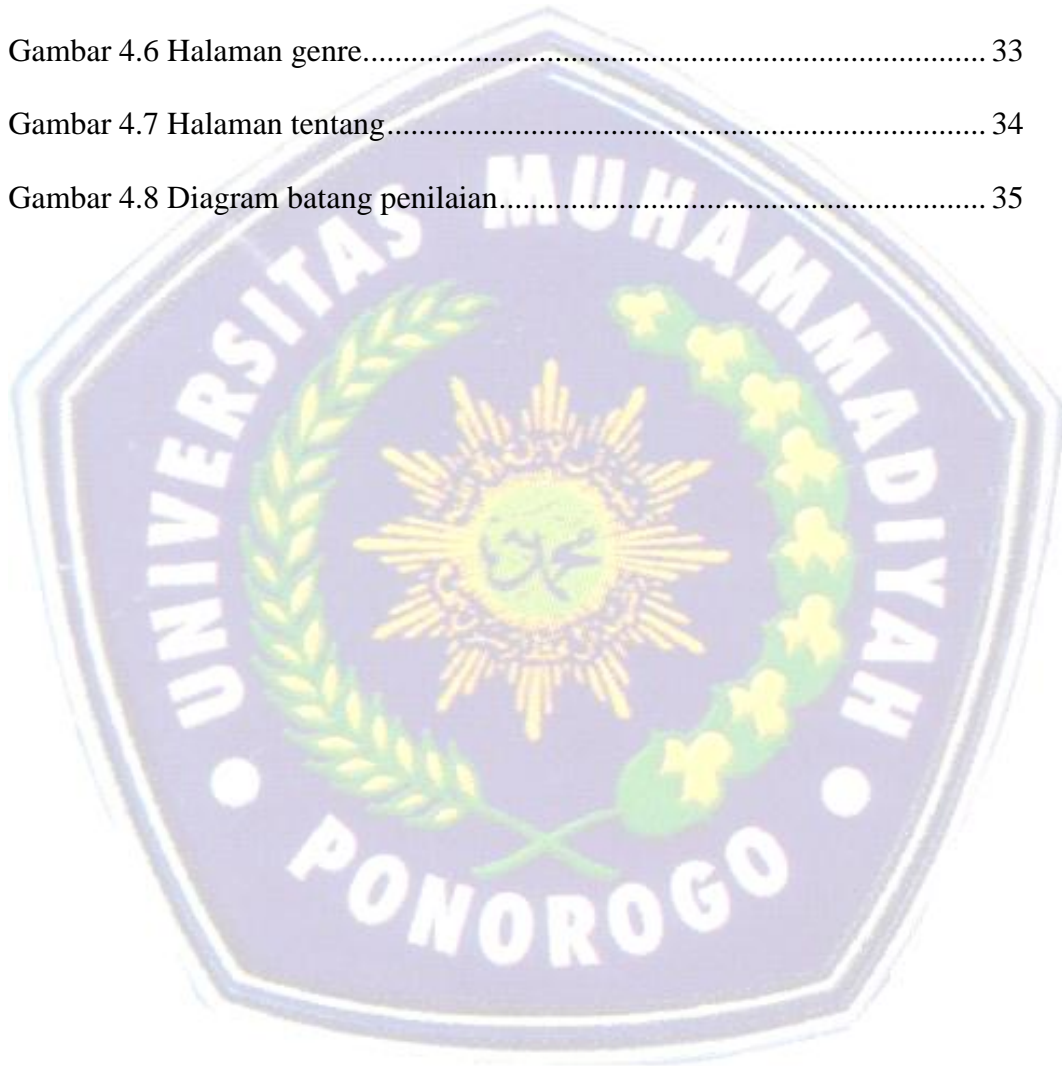 Gambar 4.6 Halaman genre.............................................................................. 33
Gambar 4.7 Halaman tentang........................................................................... 34
Gambar 4.8 Diagram batang penilaian............................................................. 35
UNIVERSITAS MUHAMMADIYAH
PONOROGO